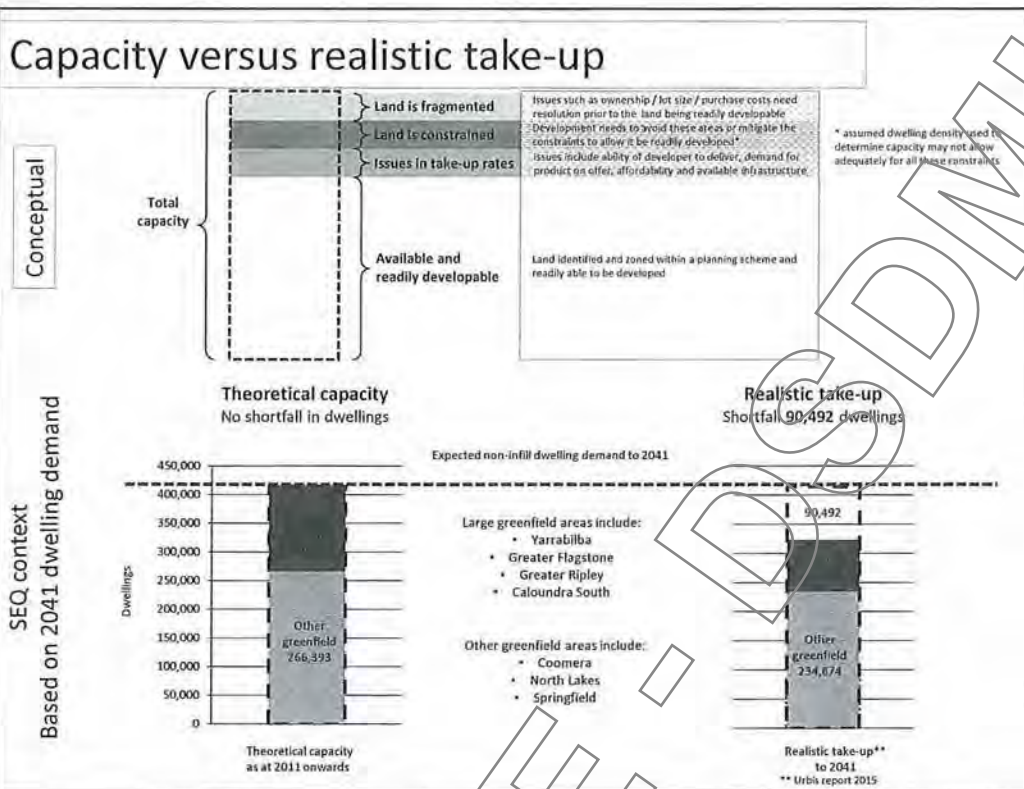 Capacity versus realistic take-up
Conceptual
Total
capacity
Land is fragmented
Land is constrained
Issues in take-up rates
Available and
readily developable
Issues such as ownership / lot size / purchase costs need
resolution prior to the land being readily developable
Development needs to avoid these areas or mitigate the
constraints to allow it be readily developed*
Issues include ability of developer to deliver, demand for
product on offer, affordability and available infrastructure
Land identified and zoned within a planning scheme and
readily able to be developed
* assumed dwelling density used to
determine capacity may not allow
adequately for all these constraints
SEQ context
Based on 2041 dwelling demand
Theoretical capacity
No shortfall in dwellings
Realistic take-up
Shortfall 90,492 dwellings
Expected non-infill dwelling demand to 2041
Dwellings
450,000
400,000
350,000
300,000
250,000
200,000
150,000
100,000
50,000
0
Other
greenfield
266,393
Theoretical capacity
as at 2011 onwards
Large greenfield areas include:
• Yarrabilba
• Greater Flagstone
• Greater Ripley
• Caloundra South
Other greenfield areas include:
• Coomera
• North Lakes
• Springfield
90,492
Other
greenfield
234,674
Realistic take-up**
to 2041
** Urbis report 2015